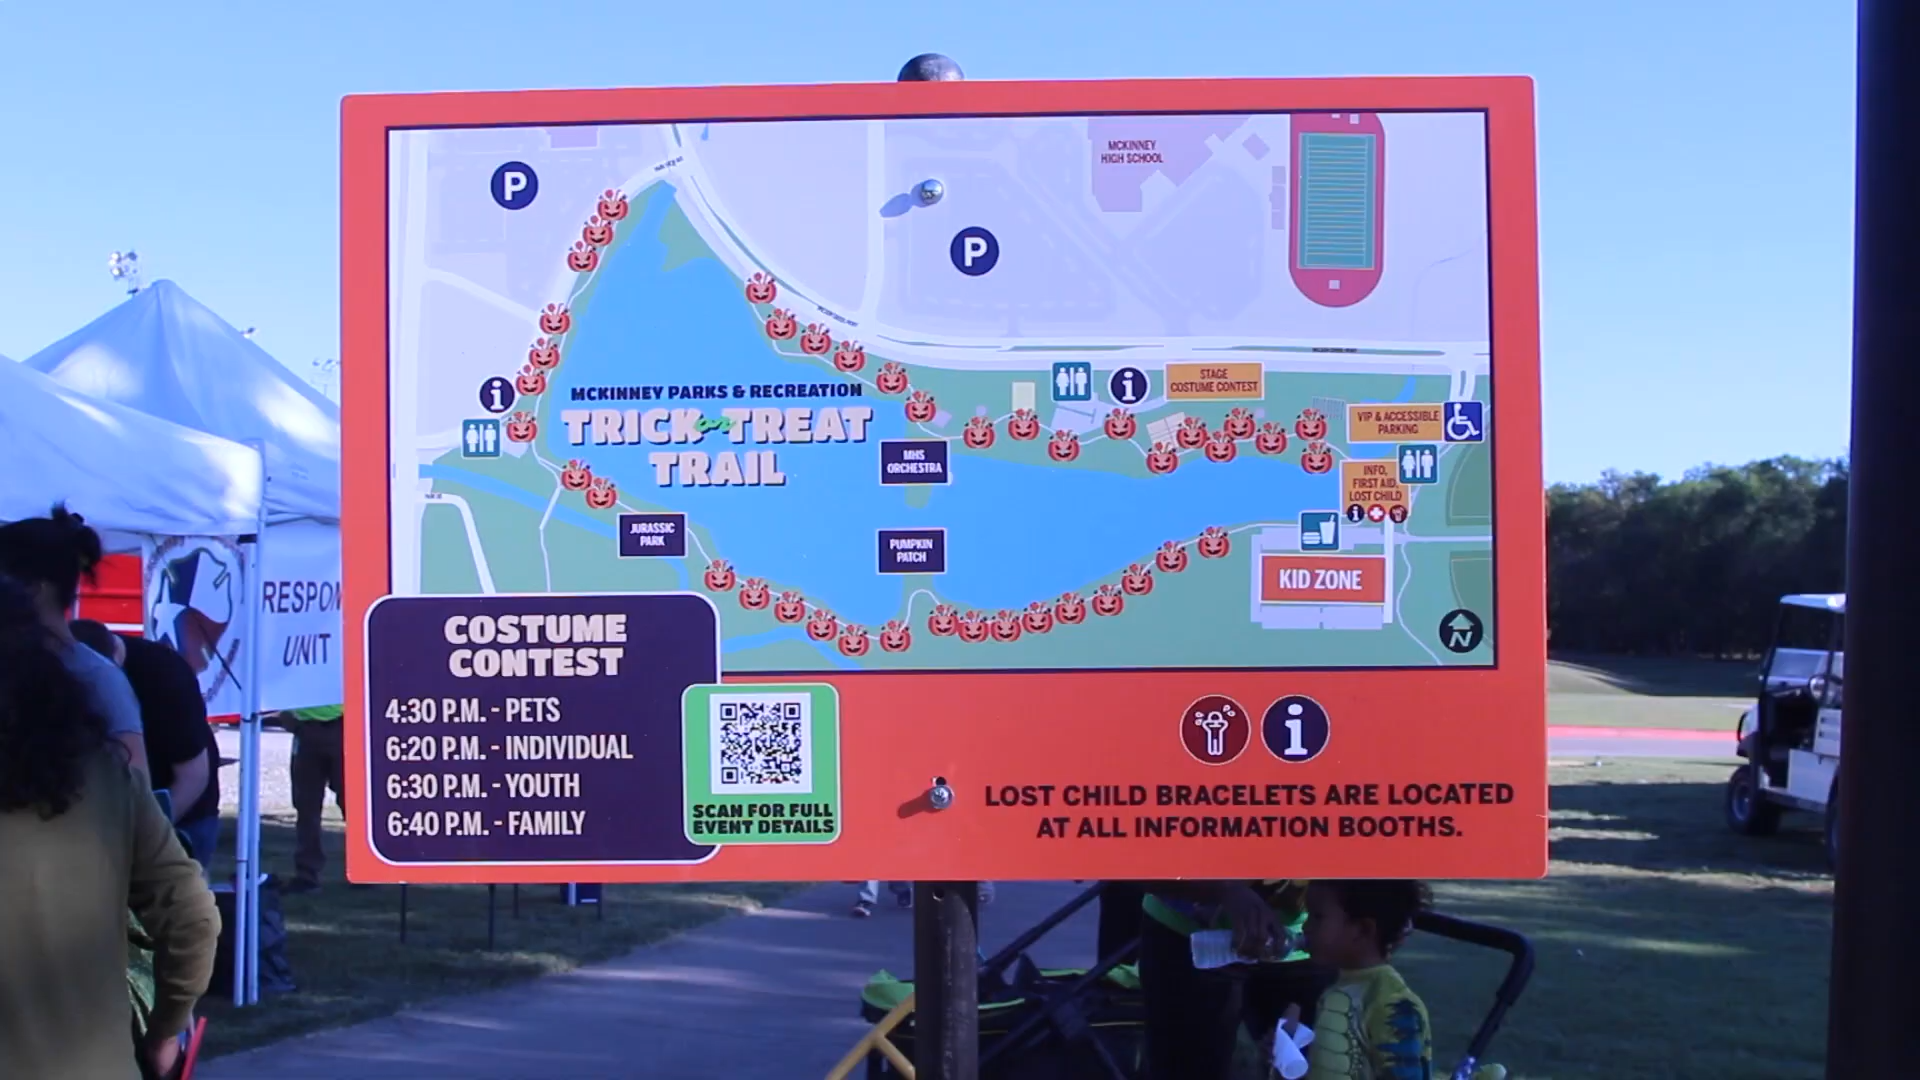 P
MCKINNEY
HIGH SCHOOL
P
MCKINNEY PARKS & RECREATION
TRICK or TREAT
TRAIL
i
i
STAGE
COSTUME CONTEST
VIP & ACCESSIBLE
PARKING
MHS
ORCHESTRA
INFO,
FIRST AID,
LOST CHILD
i
JURASSIC
PARK
PUMPKIN
PATCH
KID ZONE
N
COSTUME
CONTEST
4:30 P.M. - PETS
6:20 P.M. - INDIVIDUAL
6:30 P.M. - YOUTH
6:40 P.M. - FAMILY
SCAN FOR FULL
EVENT DETAILS
i
LOST CHILD BRACELETS ARE LOCATED
AT ALL INFORMATION BOOTHS.
UNIT